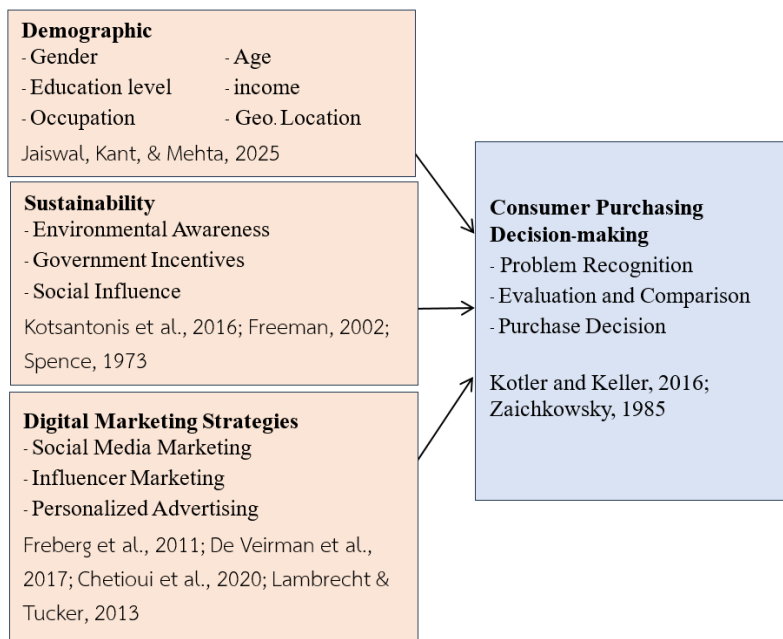 Demographic
- Gender - Age
- Education level - income
- Occupation - Geo. Location
Jaiswal, Kant, & Mehta, 2025
Sustainability
- Environmental Awareness
- Government Incentives
- Social Influence
Kotsantonis et al., 2016; Freeman, 2002;
Spence, 1973
Digital Marketing Strategies
- Social Media Marketing
- Influencer Marketing
- Personalized Advertising
Freberg et al., 2011; De Veirman et al.,
2017; Chetioui et al., 2020; Lambrecht &
Tucker, 2013
Consumer Purchasing
Decision-making
- Problem Recognition
- Evaluation and Comparison
- Purchase Decision
Kotler and Keller, 2016;
Zaichkowsky, 1985